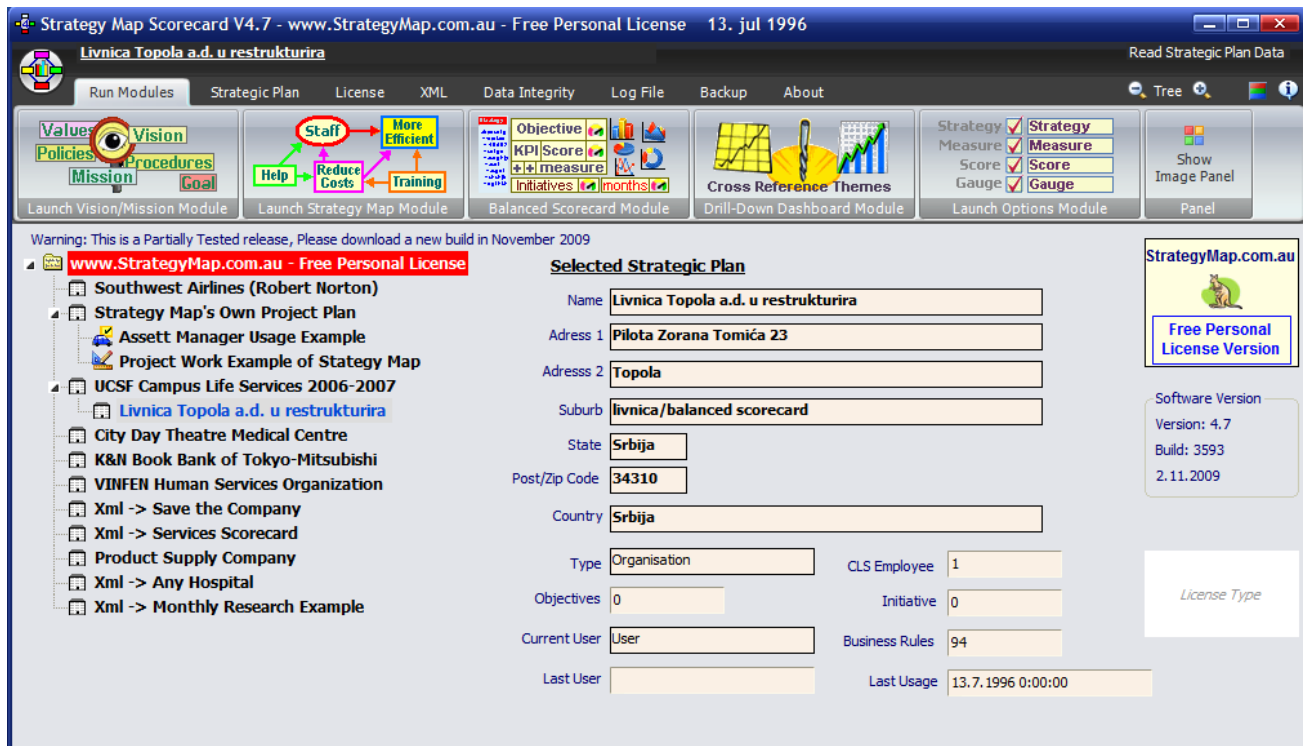 Strategy Map Scorecard V4.7 - www.StrategyMap.com.au - Free Personal License 13. jul 1996
Livnica Topola a.d. u restrukturira
Read Strategic Plan Data
Run Modules Strategic Plan License XML Data Integrity Log File Backup About Tree
Values Vision
Policies Procedures
Mission Goal
Launch Vision/Mission Module
Staff More Efficient
Help Reduce Costs Training
Launch Strategy Map Module
Objective
KPI Score
++ measure
Initiatives months
Balanced Scorecard Module
Cross Reference Themes
Drill-Down Dashboard Module
Strategy Strategy
Measure Measure
Score Score
Gauge Gauge
Launch Options Module
Show
Image Panel
Panel
Warning: This is a Partially Tested release, Please download a new build in November 2009
www.StrategyMap.com.au - Free Personal License
Southwest Airlines (Robert Norton)
Strategy Map's Own Project Plan
Assett Manager Usage Example
Project Work Example of Stategy Map
UCSF Campus Life Services 2006-2007
Livnica Topola a.d. u restrukturira
City Day Theatre Medical Centre
K&N Book Bank of Tokyo-Mitsubishi
VINFEN Human Services Organization
Xml -> Save the Company
Xml -> Services Scorecard
Product Supply Company
Xml -> Any Hospital
Xml -> Monthly Research Example
Selected Strategic Plan
Name Livnica Topola a.d. u restrukturira
Adress 1 Pilota Zorana Tomića 23
Adresss 2 Topola
Suburb livnica/balanced scorecard
State Srbija
Post/Zip Code 34310
Country Srbija
Type Organisation CLS Employee 1
Objectives 0 Initiative 0
Current User User Business Rules 94
Last User Last Usage 13.7.1996 0:00:00
StrategyMap.com.au
Free Personal
License Version
Software Version
Version: 4.7
Build: 3593
2.11.2009
License Type